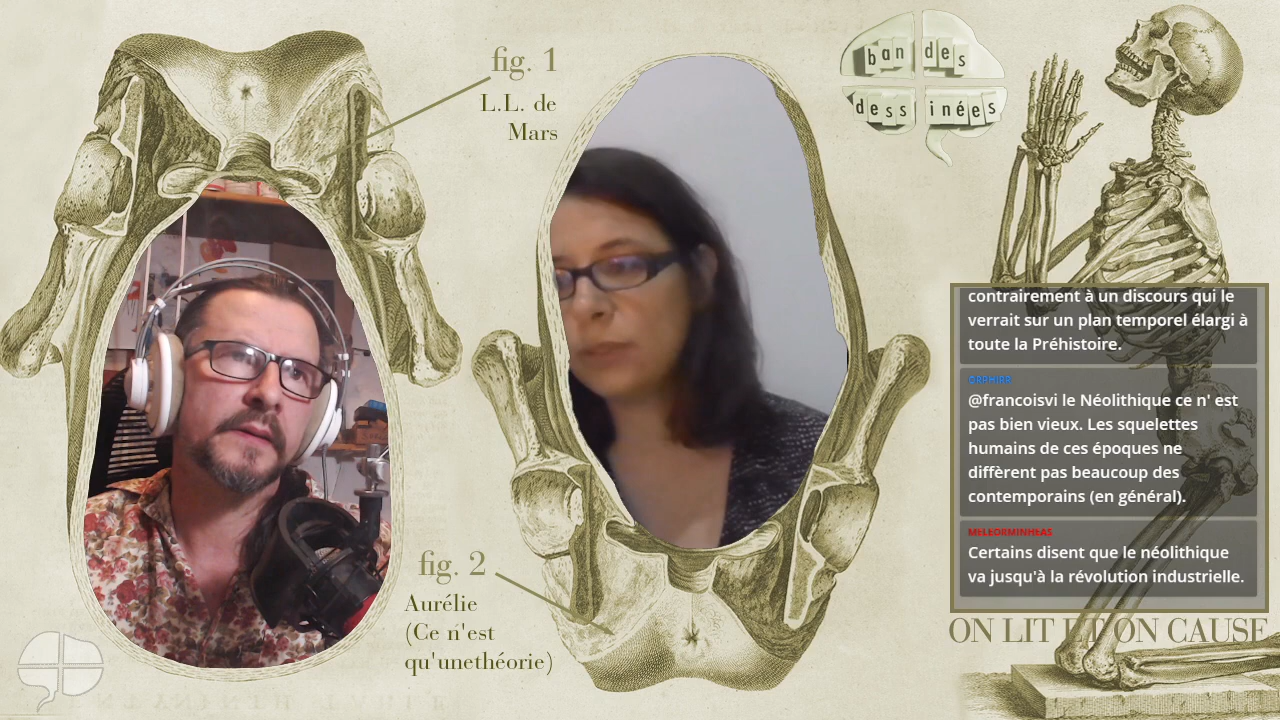 fig. 1
L.L. de
Mars
fig. 2
Aurélie
(Ce n'est
qu'unethéorie)
ban des
dess inées
contrairement à un discours qui le
verrait sur un plan temporel élargi à
toute la Préhistoire.
@francoisvi le Néolithique ce n' est
pas bien vieux. Les squelettes
humains de ces époques ne
diffèrent pas beaucoup des
contemporains (en général).
MELFORMINHEAS
Certains disent que le néolithique
va jusqu'à la révolution industrielle.
ON LIT ET ON CAUSE